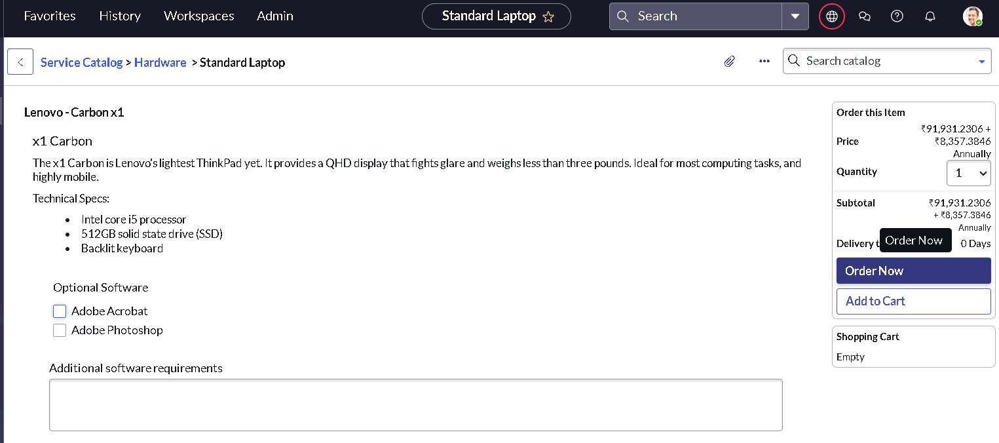 Favorites History Workspaces Admin Standard Laptop Search
Service Catalog > Hardware > Standard Laptop Search catalog
Lenovo - Carbon x1
x1 Carbon
The x1 Carbon is Lenovo's lightest ThinkPad yet. It provides a QHD display that fights glare and weighs less than three pounds. Ideal for most computing tasks, and
highly mobile.
Technical Specs:
• Intel core i5 processor
• 512GB solid state drive (SSD)
• Backlit keyboard
Optional Software
Adobe Acrobat
Adobe Photoshop
Additional software requirements
Order this Item
Price ₹91,931.2306 +
₹8,357.3846
Annually
Quantity 1
Subtotal ₹91,931.2306
+ ₹8,357.3846
Annually
Delivery t Order Now 0 Days
Order Now
Add to Cart
Shopping Cart
Empty